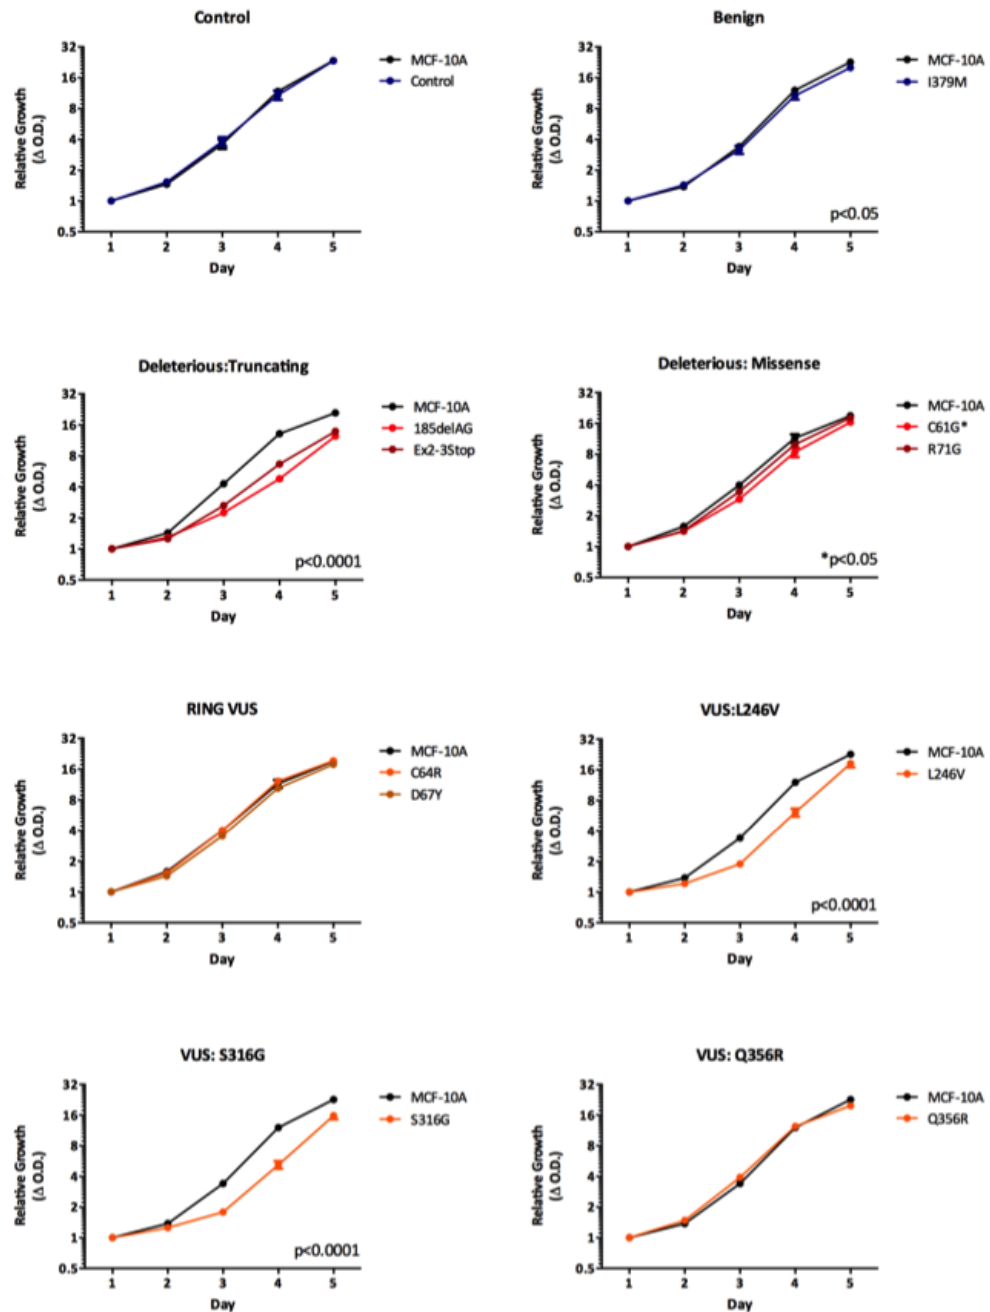 Control
Relative Growth
(Δ O.D.)
32
16
8
4
2
1
0.5
1 2 3 4 5
Day
MCF-10A
Control
Benign
Relative Growth
(Δ O.D.)
32
16
8
4
2
1
0.5
1 2 3 4 5
Day
MCF-10A
I379M
p<0.05
Deleterious:Truncating
Relative Growth
(Δ O.D.)
32
16
8
4
2
1
0.5
1 2 3 4 5
Day
MCF-10A
185delAG
Ex2-3Stop
p<0.0001
Deleterious: Missense
Relative Growth
(Δ O.D.)
32
16
8
4
2
1
0.5
1 2 3 4 5
Day
MCF-10A
C61G*
R71G
*p<0.05
RING VUS
Relative Growth
(Δ O.D.)
32
16
8
4
2
1
0.5
1 2 3 4 5
Day
MCF-10A
C64R
D67Y
VUS:L246V
Relative Growth
(Δ O.D.)
32
16
8
4
2
1
0.5
1 2 3 4 5
Day
MCF-10A
L246V
p<0.0001
VUS: S316G
Relative Growth
(Δ O.D.)
32
16
8
4
2
1
0.5
1 2 3 4 5
Day
MCF-10A
S316G
p<0.0001
VUS: Q356R
Relative Growth
(Δ O.D.)
32
16
8
4
2
1
0.5
1 2 3 4 5
Day
MCF-10A
Q356R